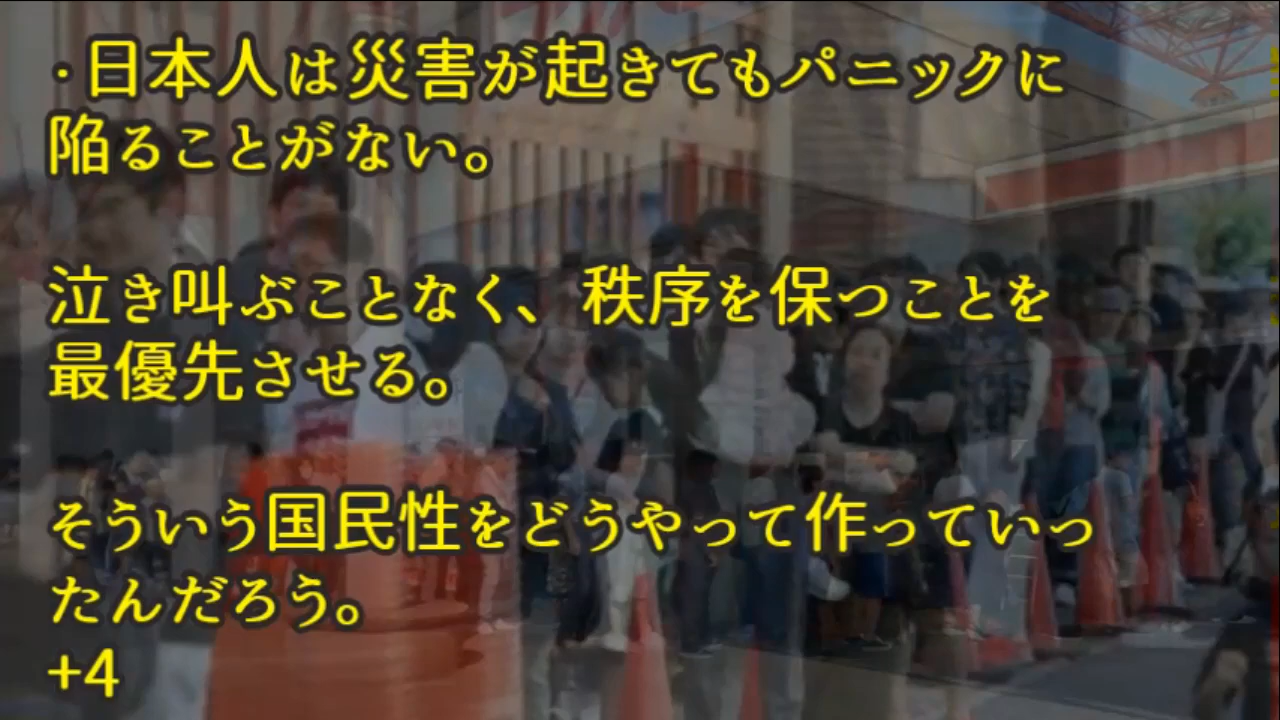 ·日本人は災害が起きてもパニックに
陥ることがない。
泣き叫ぶことなく、秩序を保つことを
最優先させる。
そういう国民性をどうやって作っていっ
たんだろう。
+4